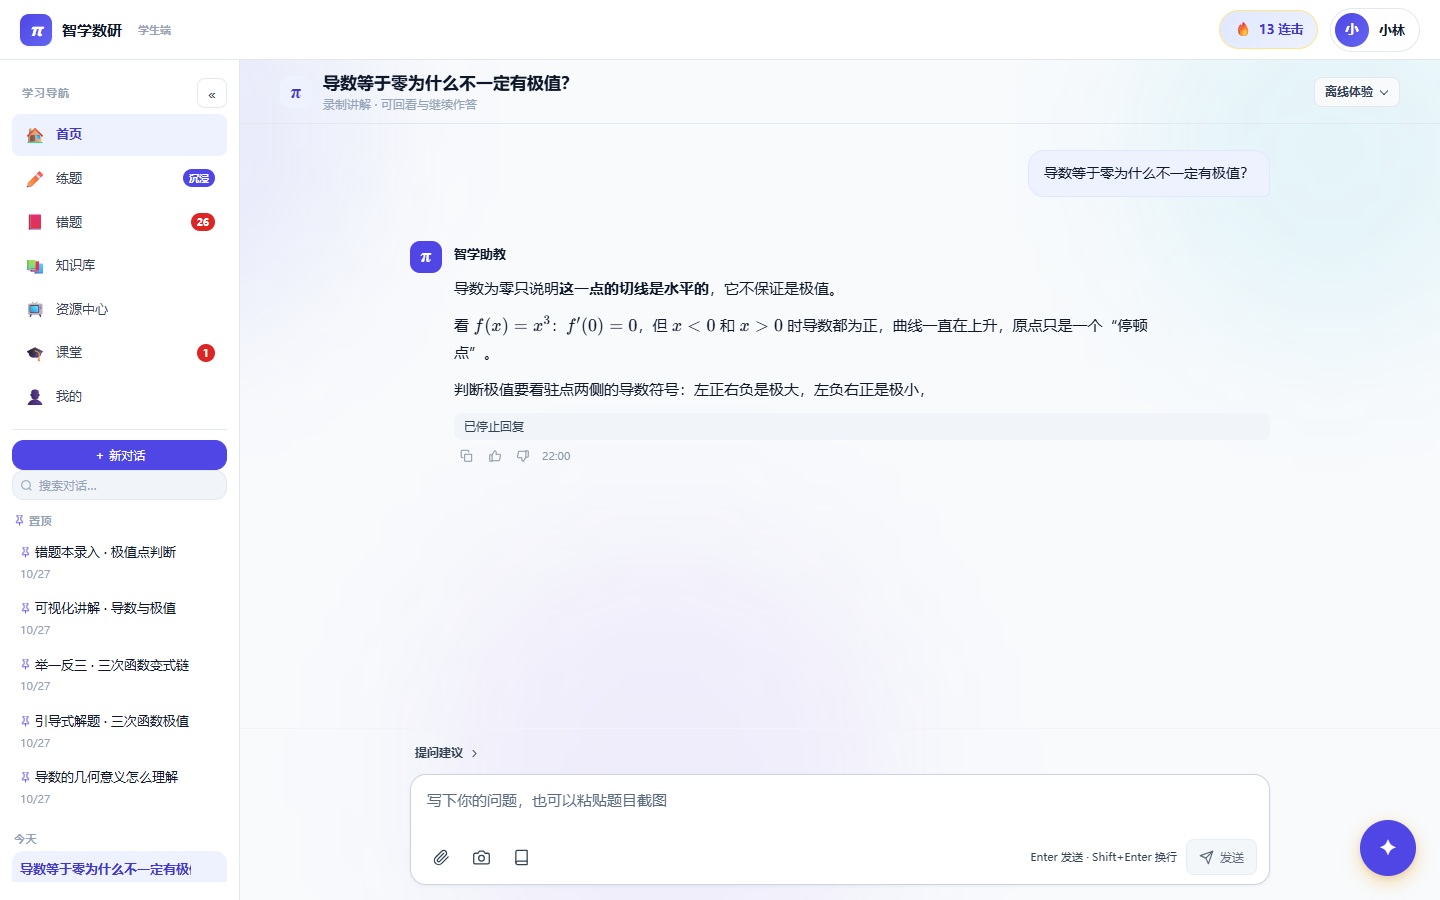 π 智学数研 学生端
13 连击
小 小林
学习导航 «
首页
练题 沉浸
错题 26
知识库
资源中心
课堂 1
我的
+ 新对话
搜索对话...
置顶
错题本录入 · 极值点判断
10/27
可视化讲解 · 导数与极值
10/27
举一反三 · 三次函数变式链
10/27
引导式解题 · 三次函数极值
10/27
导数的几何意义怎么理解
10/27
今天
导数等于零为什么不一定有极
π 导数等于零为什么不一定有极值？
录制讲解 · 可回看与继续作答
离线体验
导数等于零为什么不一定有极值？
π 智学助教
导数为零只说明这一点的切线是水平的，它不保证是极值。
看 f(x) = x³：f′(0) = 0，但 x < 0 和 x > 0 时导数都为正，曲线一直在上升，原点只是一个“停顿
点”。
判断极值要看驻点两侧的导数符号：左正右负是极大，左负右正是极小，
已停止回复
22:00
提问建议
写下你的问题，也可以粘贴题目截图
Enter 发送 · Shift+Enter 换行 发送